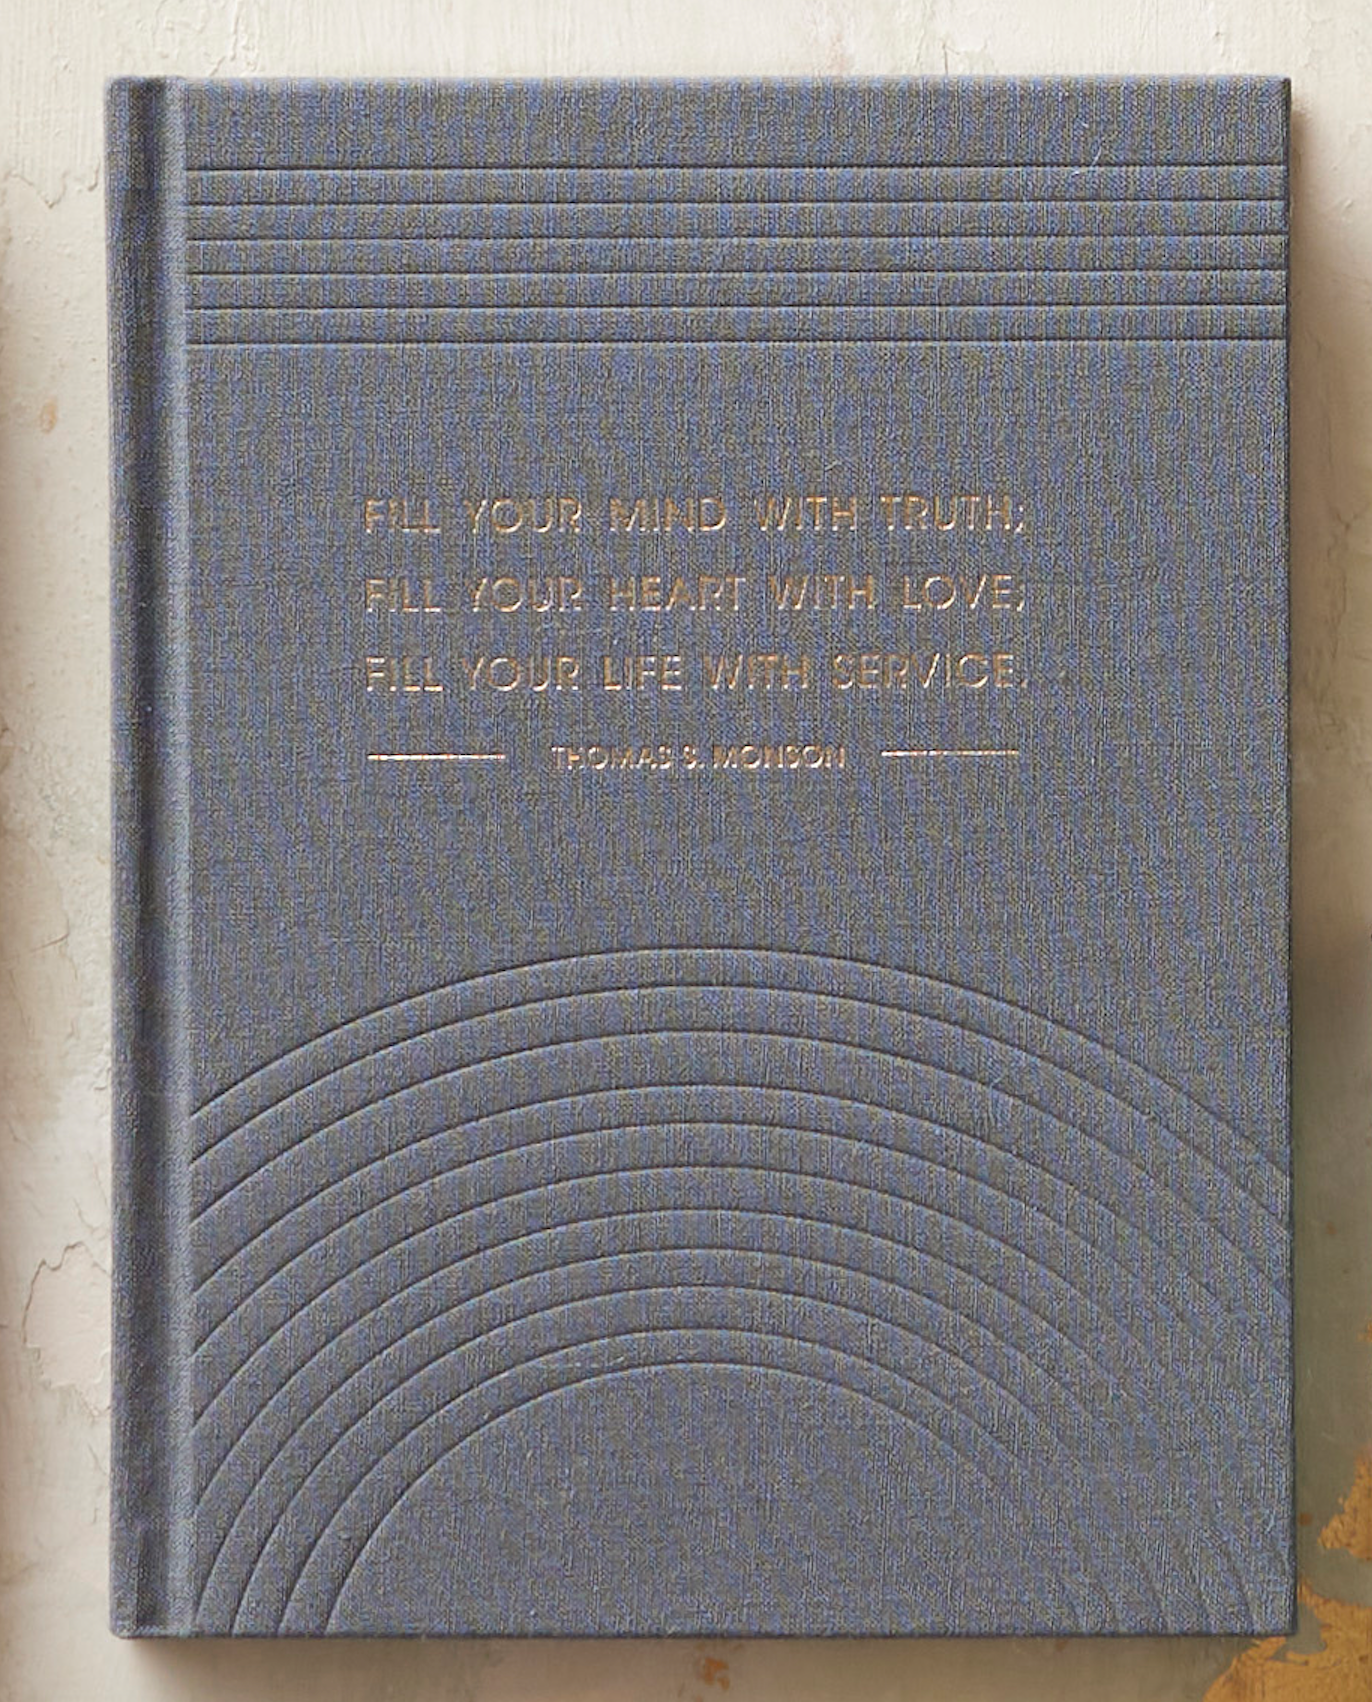 FILL YOUR MIND WITH TRUTH;
FILL YOUR HEART WITH LOVE;
FILL YOUR LIFE WITH SERVICE.
THOMAS S. MONSON